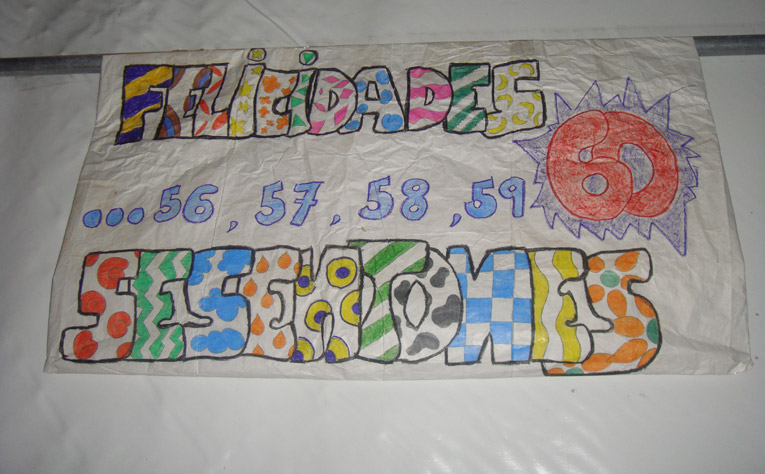 FELICIDADES
...56, 57, 58, 59 60
SESENTONES